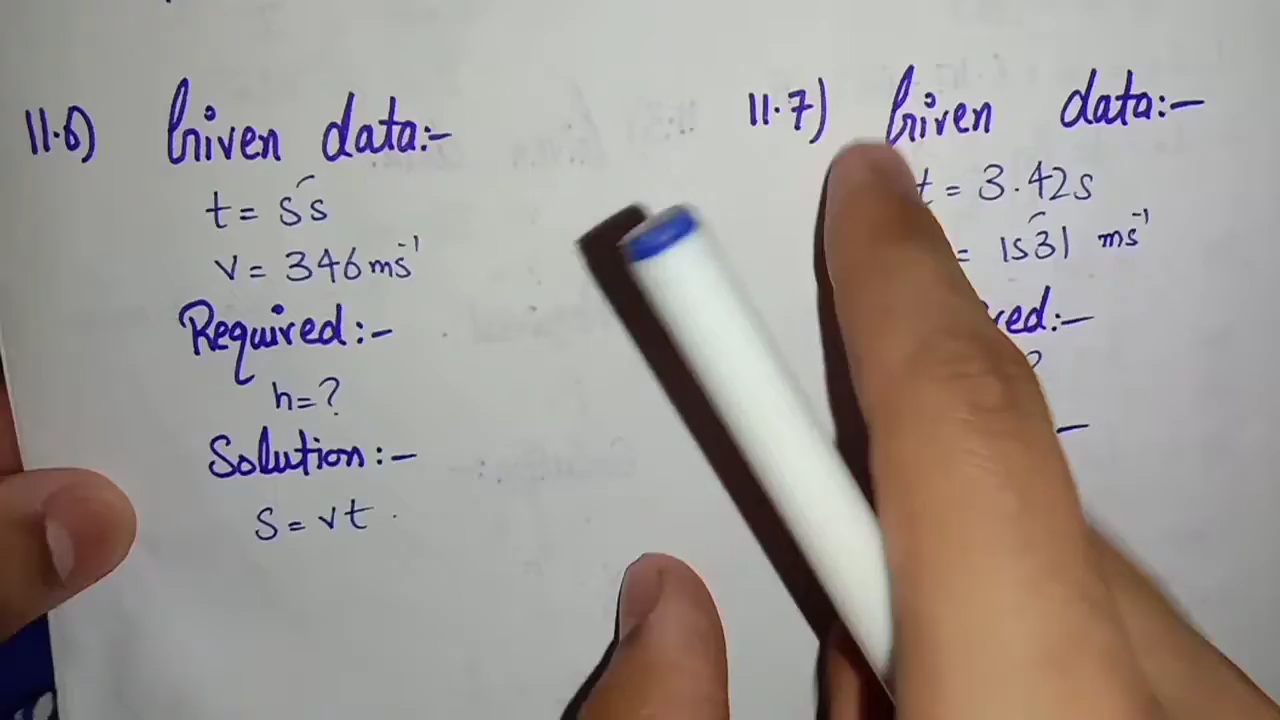 11.6) Given data:-
t = 5s
v = 346 ms⁻¹
Required:-
h = ?
Solution:-
s = vt
11.7) Given data:-
t = 3.42s
= 1531 ms⁻¹
red:-
?
-